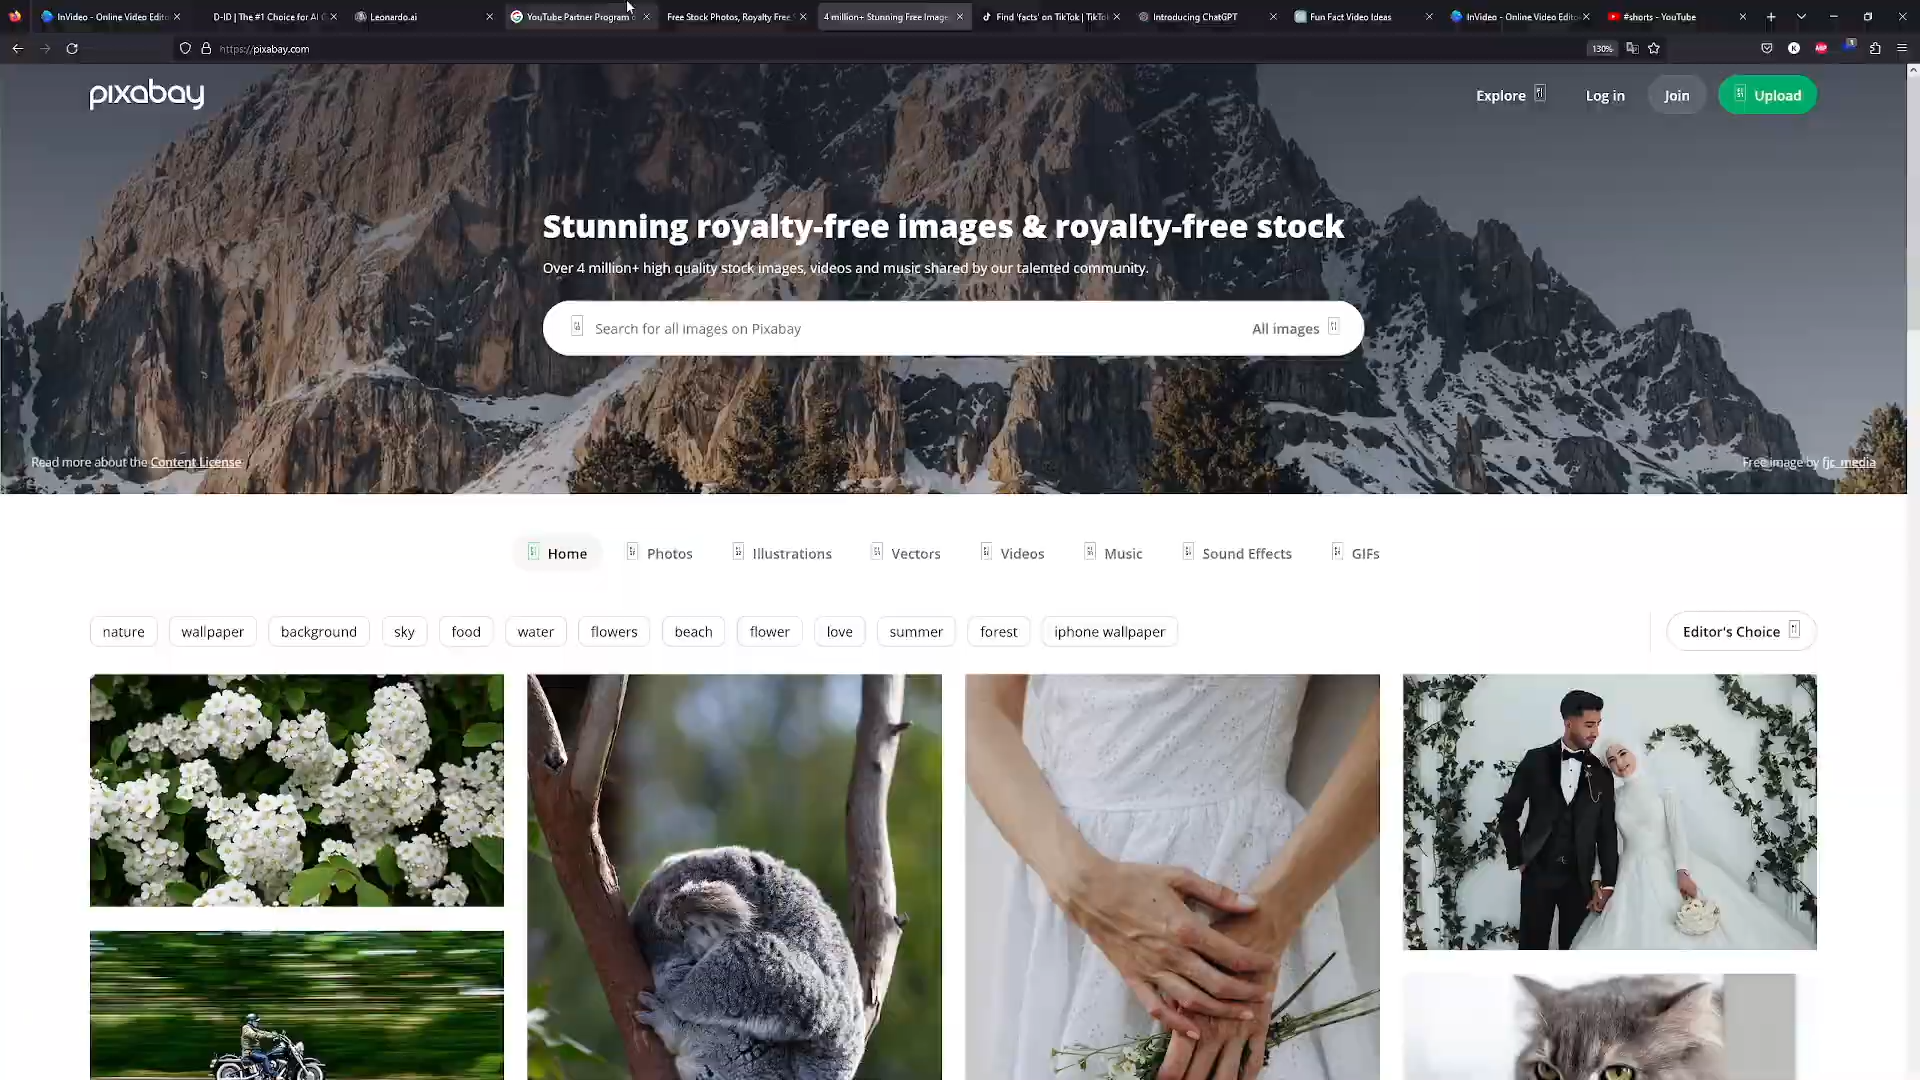 InVideo - Online Video Edito
D-ID | The #1 Choice for AI
Leonardo.ai
YouTube Partner Program
Free Stock Photos, Royalty Free
4 million+ Stunning Free Image
Find 'facts' on TikTok | TikTok
Introducing ChatGPT
Fun Fact Video Ideas
InVideo - Online Video Edito
#shorts - YouTube
https://pixabay.com
130%
pixabay
Explore
Log in
Join
Upload
Stunning royalty-free images & royalty-free stock
Over 4 million+ high quality stock images, videos and music shared by our talented community.
Search for all images on Pixabay
All images
Read more about the Content License
Free image by fjc_media
Home
Photos
Illustrations
Vectors
Videos
Music
Sound Effects
GIFs
nature
wallpaper
background
sky
food
water
flowers
beach
flower
love
summer
forest
iphone wallpaper
Editor's Choice